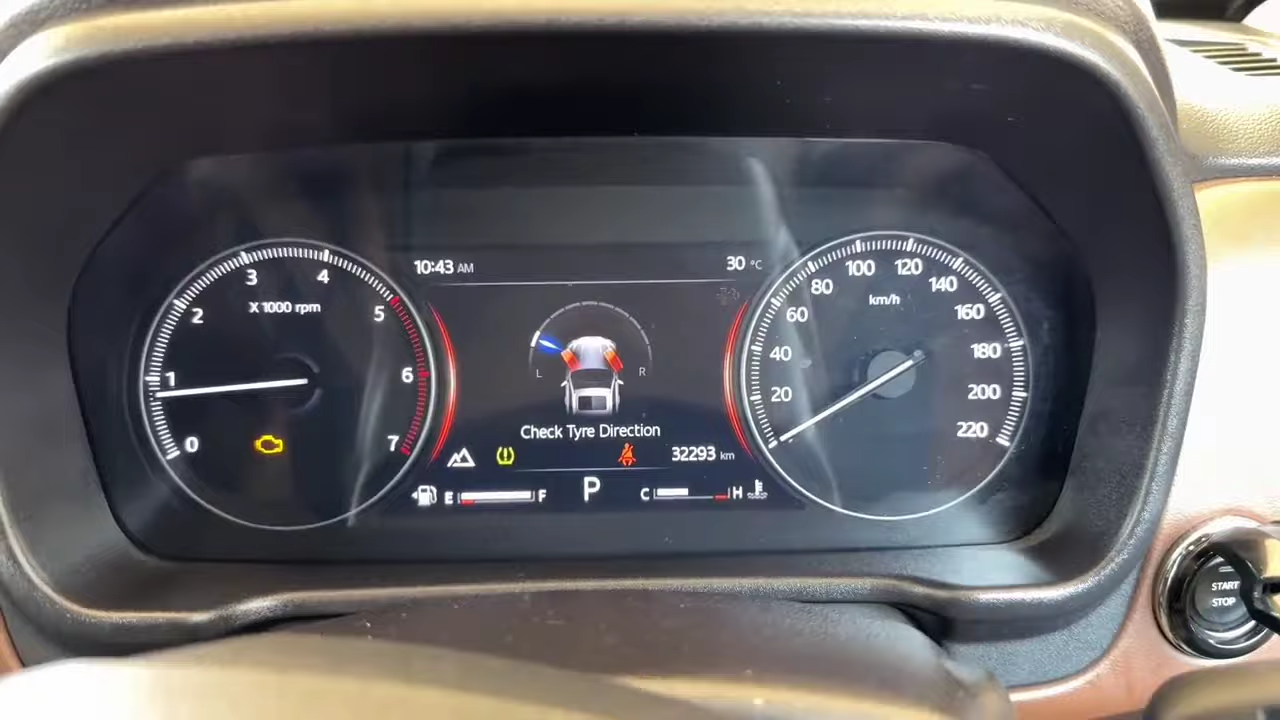 10:43 AM
30 °C
0
1
2
3
4
5
6
7
X 1000 rpm
L
R
Check Tyre Direction
32293 km
E
F
P
C
H
20
40
60
80
100
120
140
160
180
200
220
km/h
START
STOP